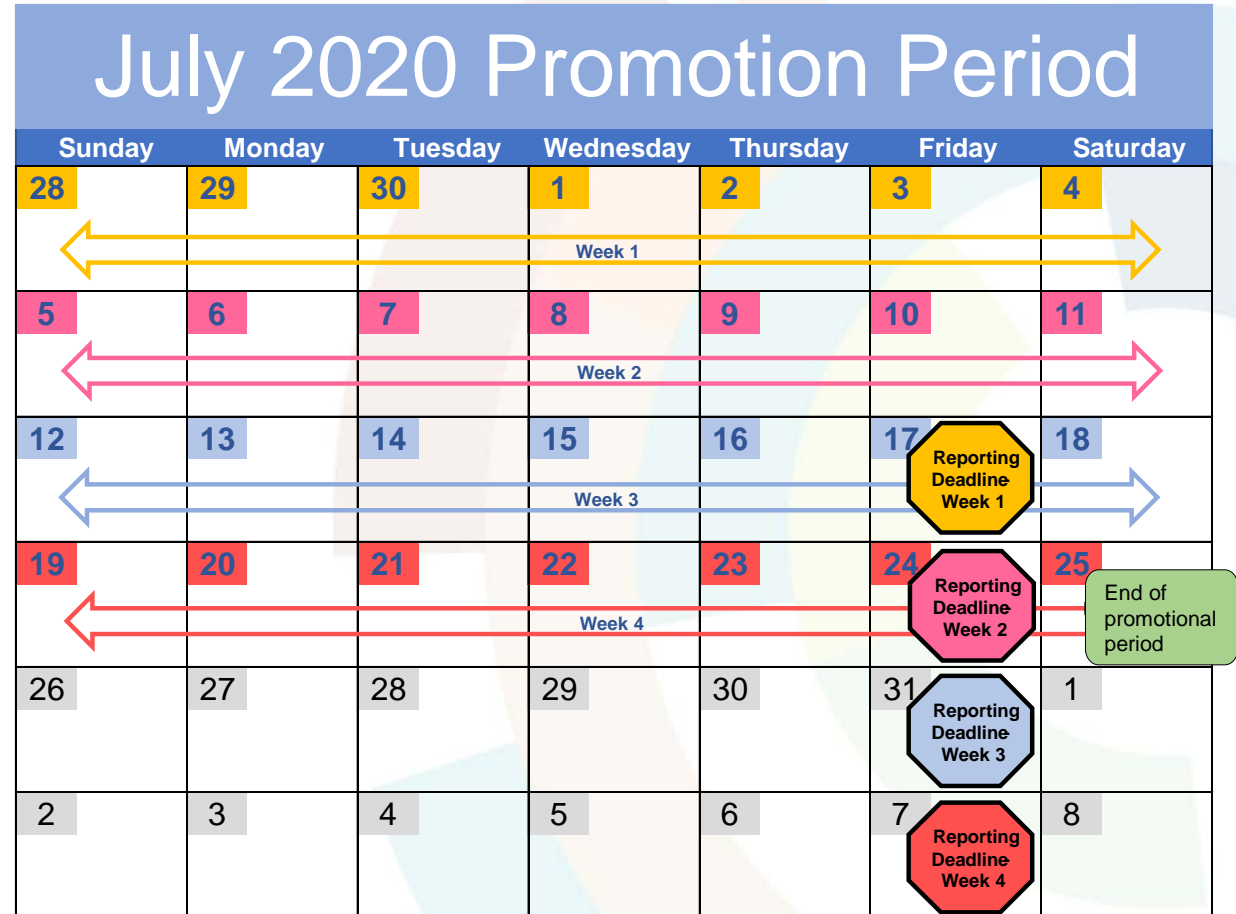 July 2020 Promotion Period
Sunday Monday Tuesday Wednesday Thursday Friday Saturday
28 29 30 1 2 3 4
Week 1
5 6 7 8 9 10 11
Week 2
12 13 14 15 16 17 18
Reporting
Deadline-
Week 1
Week 3
19 20 21 22 23 24 25
Reporting
Deadline-
Week 2
End of
promotional
period
Week 4
26 27 28 29 30 31 1
Reporting
Deadline-
Week 3
2 3 4 5 6 7 8
Reporting
Deadline-
Week 4